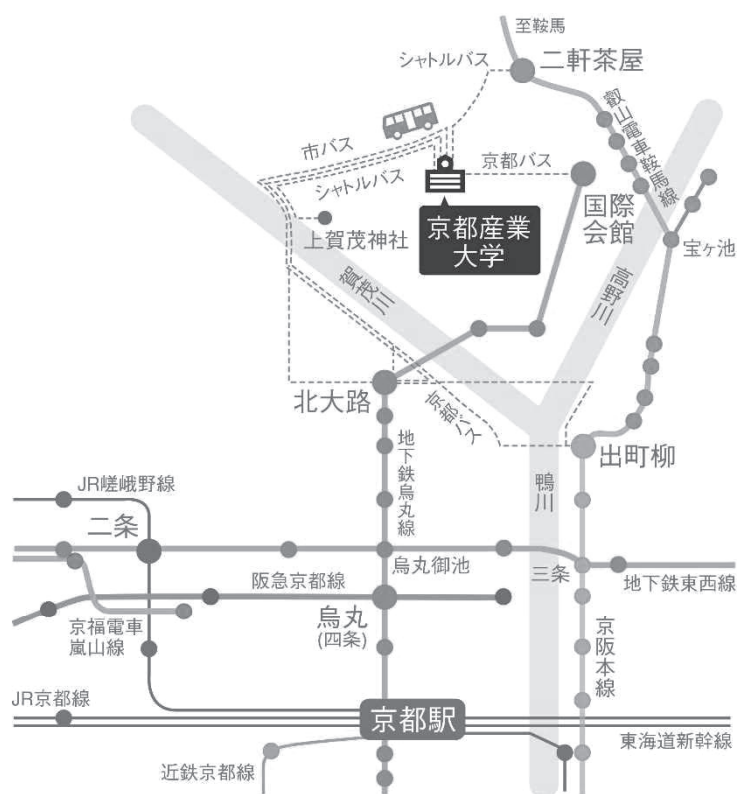 至鞍馬
シャトルバス
二軒茶屋
叡山電車鞍馬線
市バス
シャトルバス
京都バス
国際
会館
上賀茂神社
京都産業
大学
宝ヶ池
賀茂川
高野川
北大路
京都バス
出町柳
地下鉄烏丸線
鴨川
JR嵯峨野線
二条
烏丸御池
三条
地下鉄東西線
阪急京都線
烏丸
(四条)
京福電車
嵐山線
京阪本線
JR京都線
京都駅
東海道新幹線
近鉄京都線